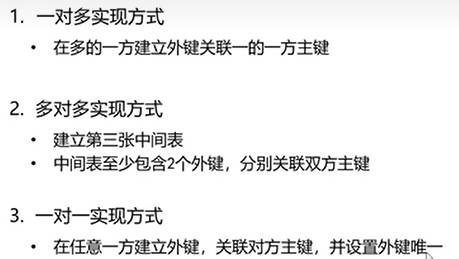 1. 一对多实现方式
• 在多的一方建立外键关联一的一方主键
2. 多对多实现方式
• 建立第三张中间表
• 中间表至少包含2个外键，分别关联双方主键
3. 一对一实现方式
• 在任意一方建立外键，关联对方主键，并设置外键唯一